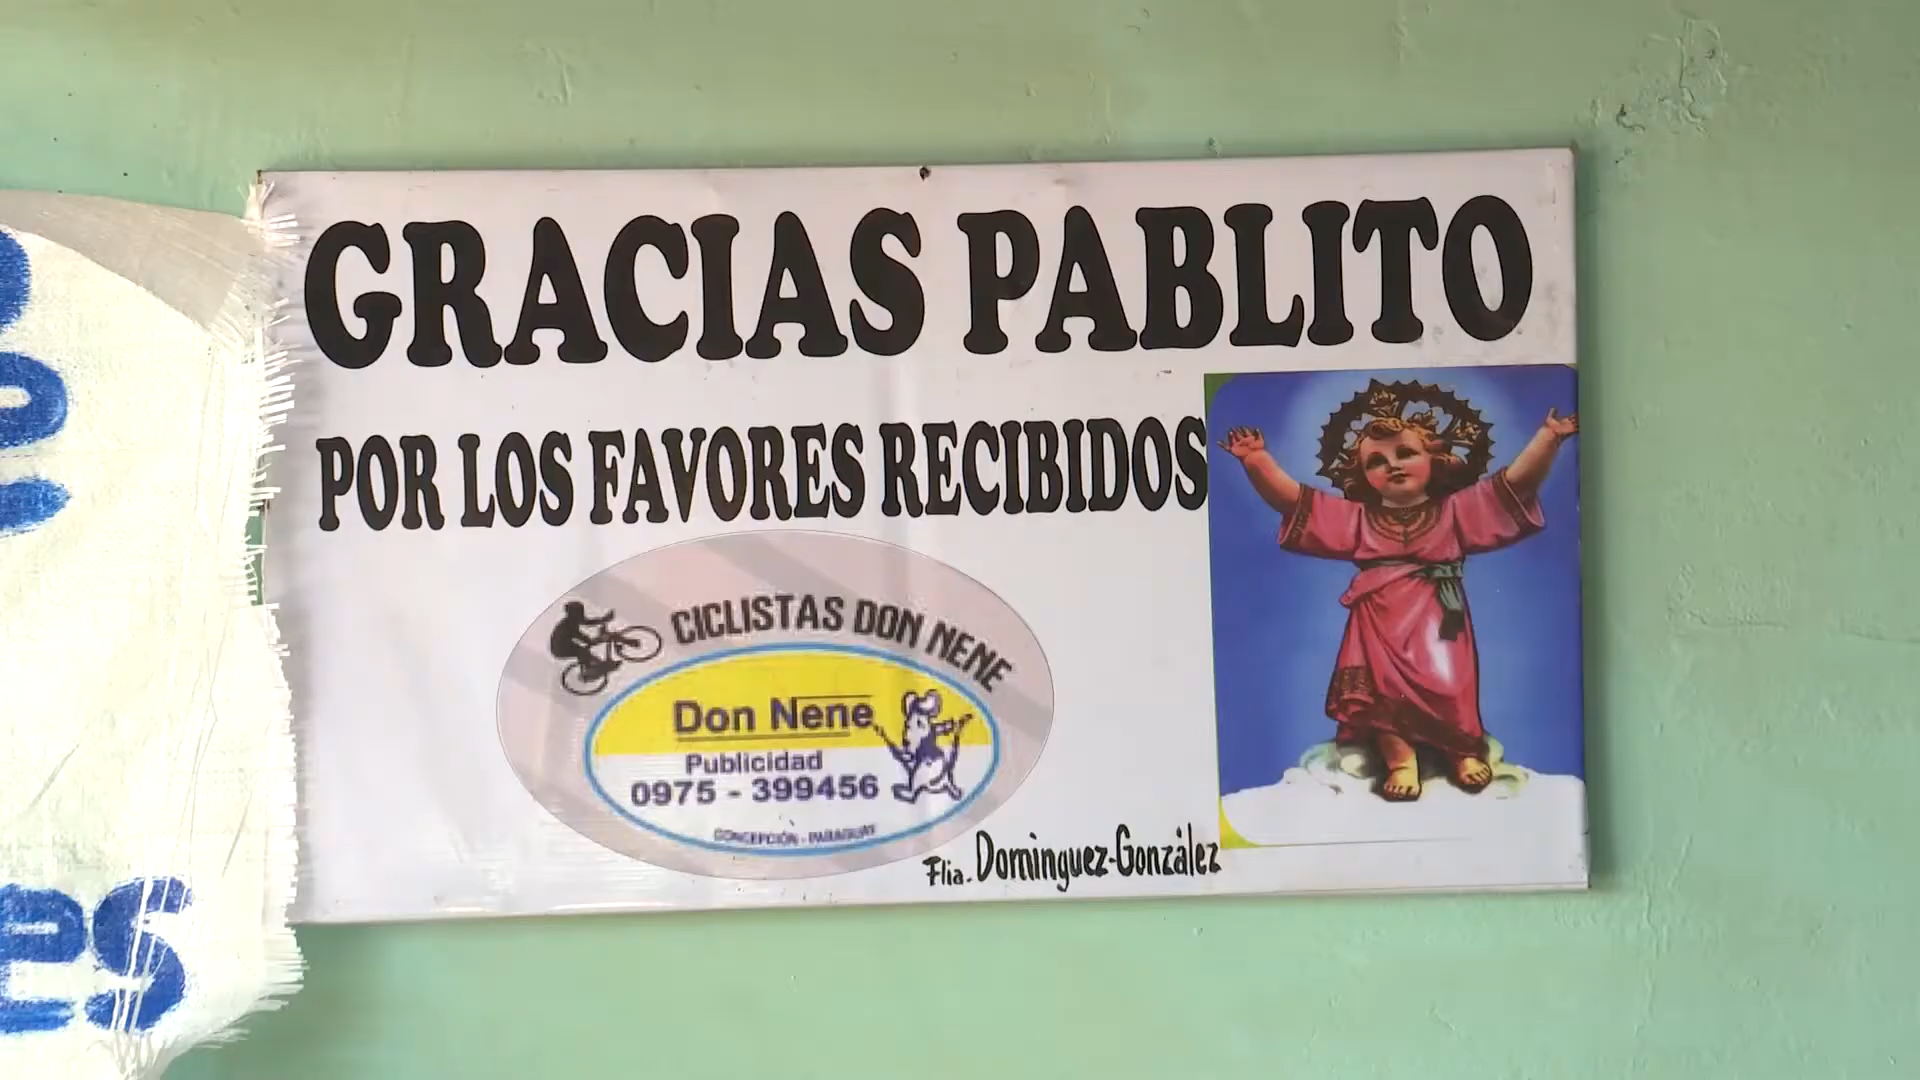 GRACIAS PABLITO
POR LOS FAVORES RECIBIDOS
CICLISTAS DON NENE
Don Nene
Publicidad
0975 - 399456
CONCEPCIÓN - PARAGUAY
Flia. Dominguez-González
es